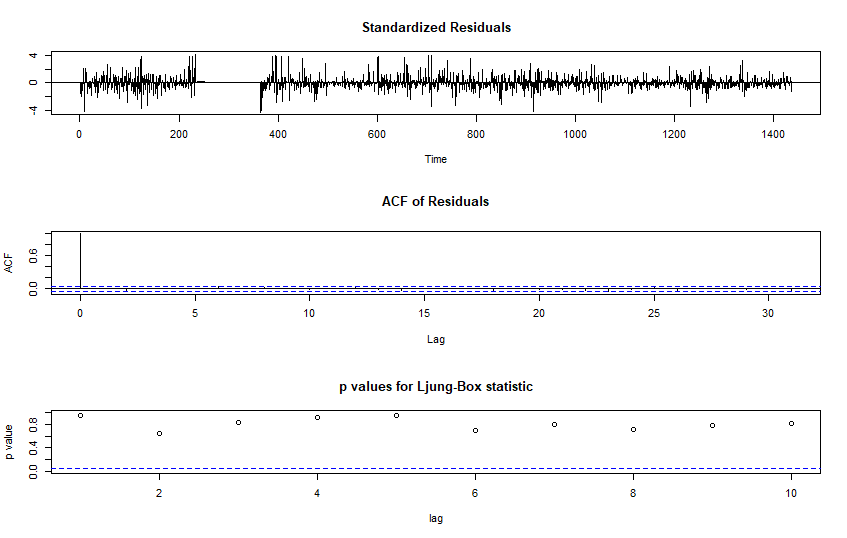 Standardized Residuals
4
0
-4
0 200 400 600 800 1000 1200 1400
Time
ACF of Residuals
ACF
0.6
0.0
0 5 10 15 20 25 30
Lag
p values for Ljung-Box statistic
p value
0.8
0.4
0.0
2 4 6 8 10
lag